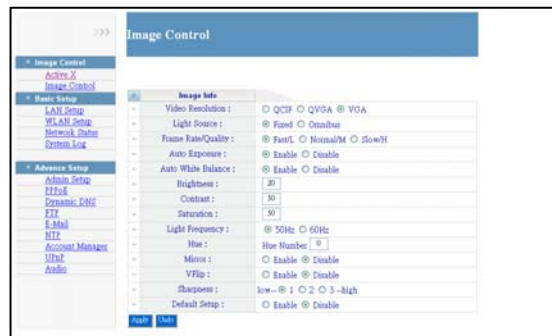 >>>
Image Control
Image Control
Active X
Image Control
Basic Setup
LAN Setup
WLAN Setup
Network Status
System Log
Advance Setup
Admin Setup
PPPoE
Dynamic DNS
FTP
E-Mail
NTP
Account Manager
UPnP
Audio
Image Info
Video Resolution : QCIF QVGA VGA
Light Source : Fixed Omnibus
Frame Rate/Quality : Fast/L Normal/M Slow/H
Auto Exposure : Enable Disable
Auto White Balance : Enable Disable
Brightness : 20
Contrast : 50
Saturation : 50
Light Frequency : 50Hz 60Hz
Hue : Hue Number 0
Mirror : Enable Disable
VFlip : Enable Disable
Sharpness : low-- 1 2 3 --high
Default Setup : Enable Disable
Apply Undo